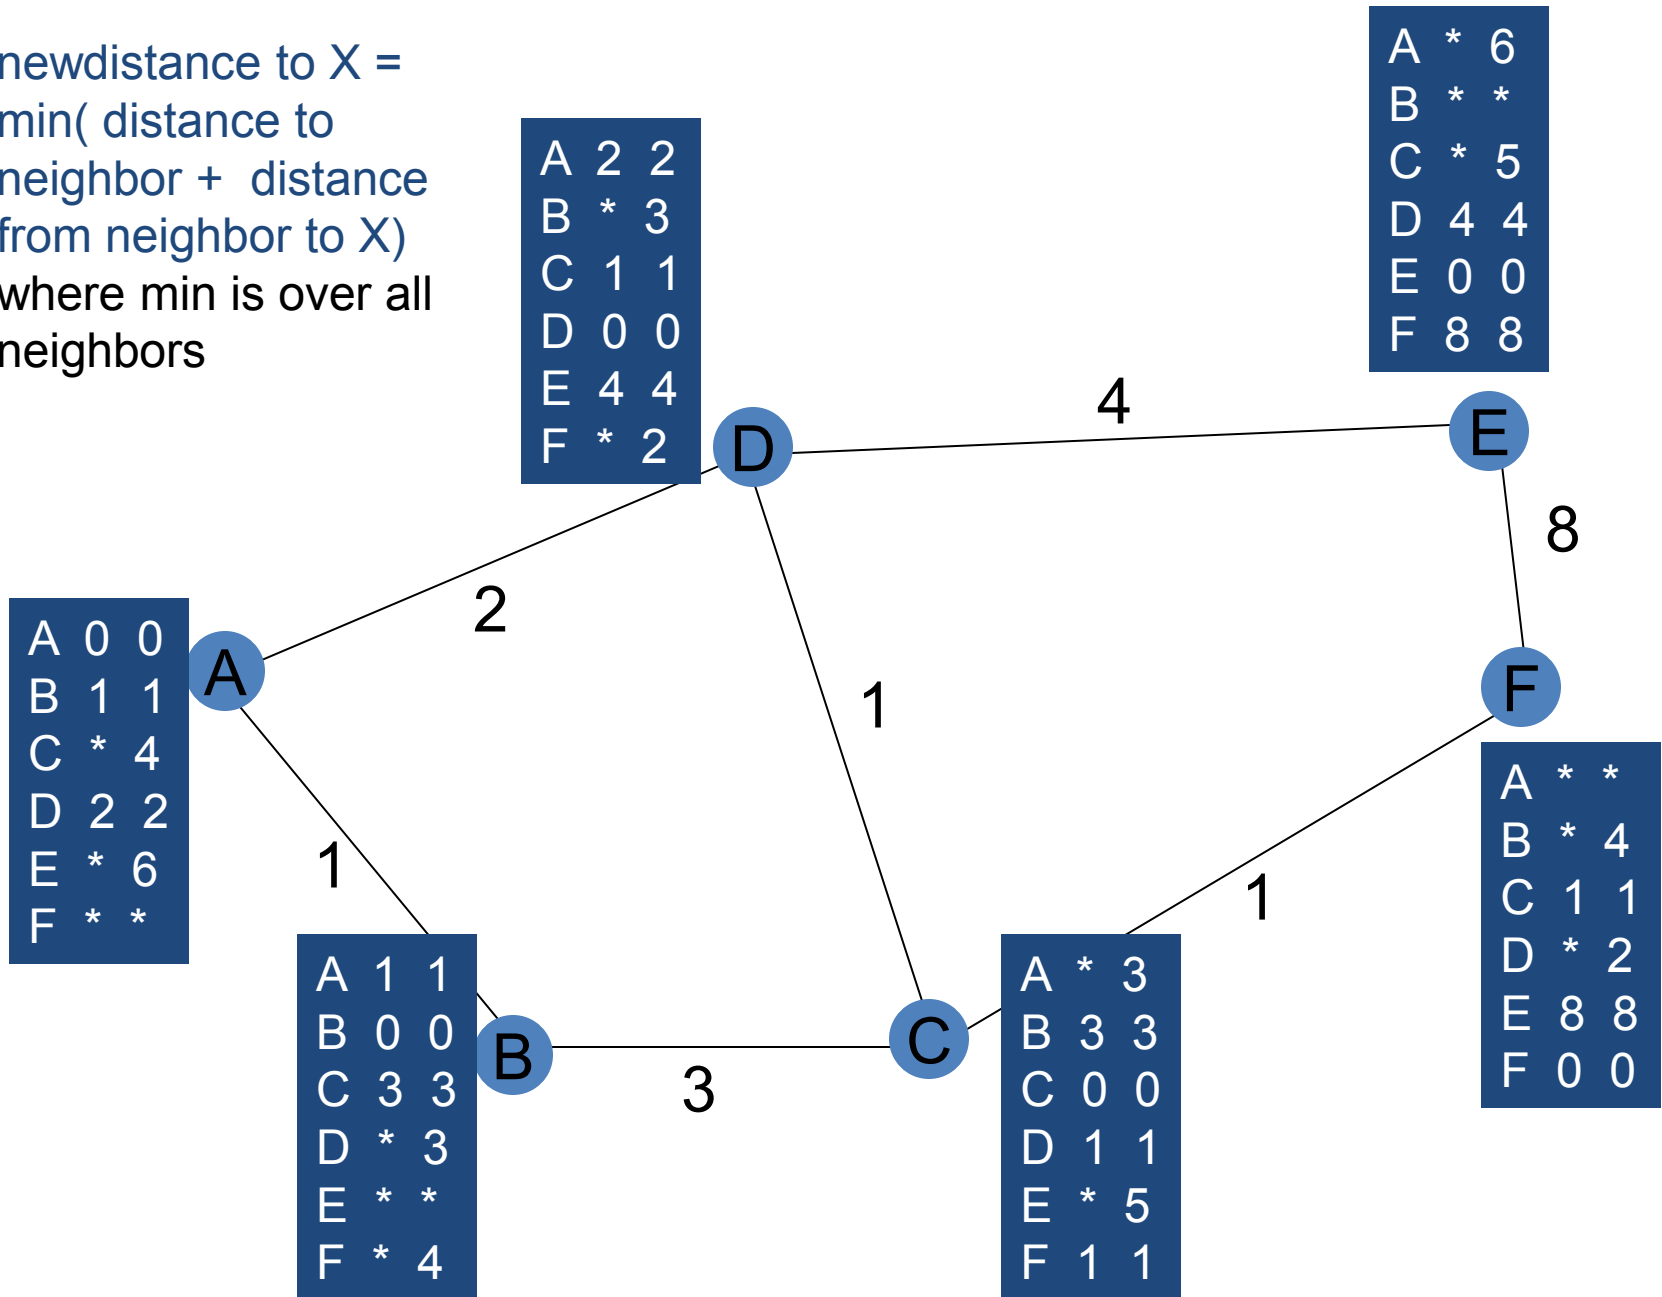 newdistance to X =
min( distance to
neighbor + distance
from neighbor to X)
where min is over all
neighbors
A 2 2
B * 3
C 1 1
D 0 0
E 4 4
F * 2
A * 6
B * *
C * 5
D 4 4
E 0 0
F 8 8
4
D
E
8
2
A 0 0
B 1 1
C * 4
D 2 2
E * 6
F * *
A
1
F
1
1
A * *
B * 4
C 1 1
D * 2
E 8 8
F 0 0
A 1 1
B 0 0
C 3 3
D * 3
E * *
F * 4
B
3
C
A * 3
B 3 3
C 0 0
D 1 1
E * 5
F 1 1